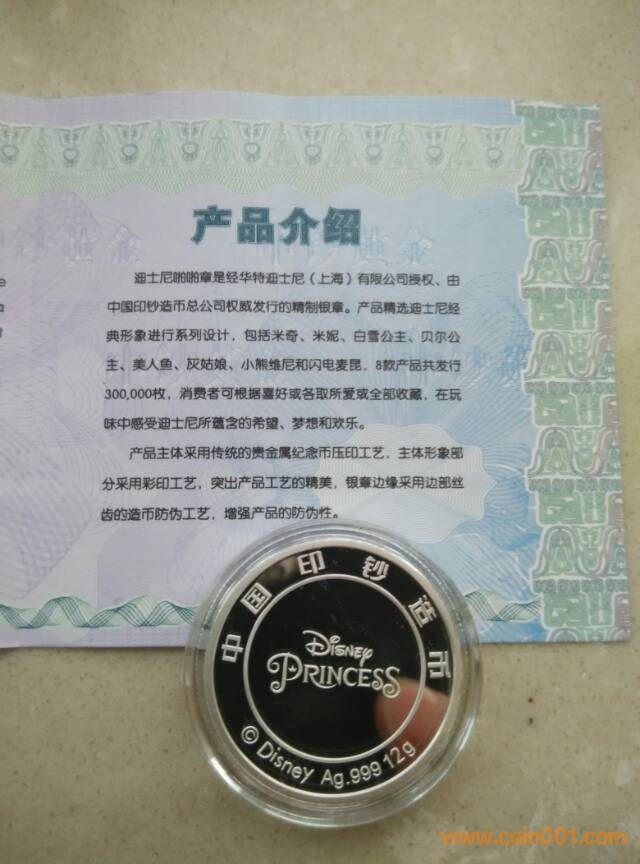 产品介绍
迪士尼啪啪章是经华特迪士尼（上海）有限公司授权、由
中国印钞造币总公司权威发行的精制银章。产品精选迪士尼经
典形象进行系列设计，包括米奇、米妮、白雪公主、贝尔公
主、美人鱼、灰姑娘、小熊维尼和闪电麦昆，8款产品共发行
300,000枚，消费者可根据喜好或各取所爱或全部收藏，在玩
味中感受迪士尼所蕴含的希望、梦想和欢乐。
产品主体采用传统的贵金属纪念币压印工艺，主体形象部
分采用彩印工艺，突出产品工艺的精美，银章边缘采用边部丝
齿的造币防伪工艺，增强产品的防伪性。
中国印钞造币
Disney
PRINCESS
© Disney Ag.999 12g
www.cain001.com